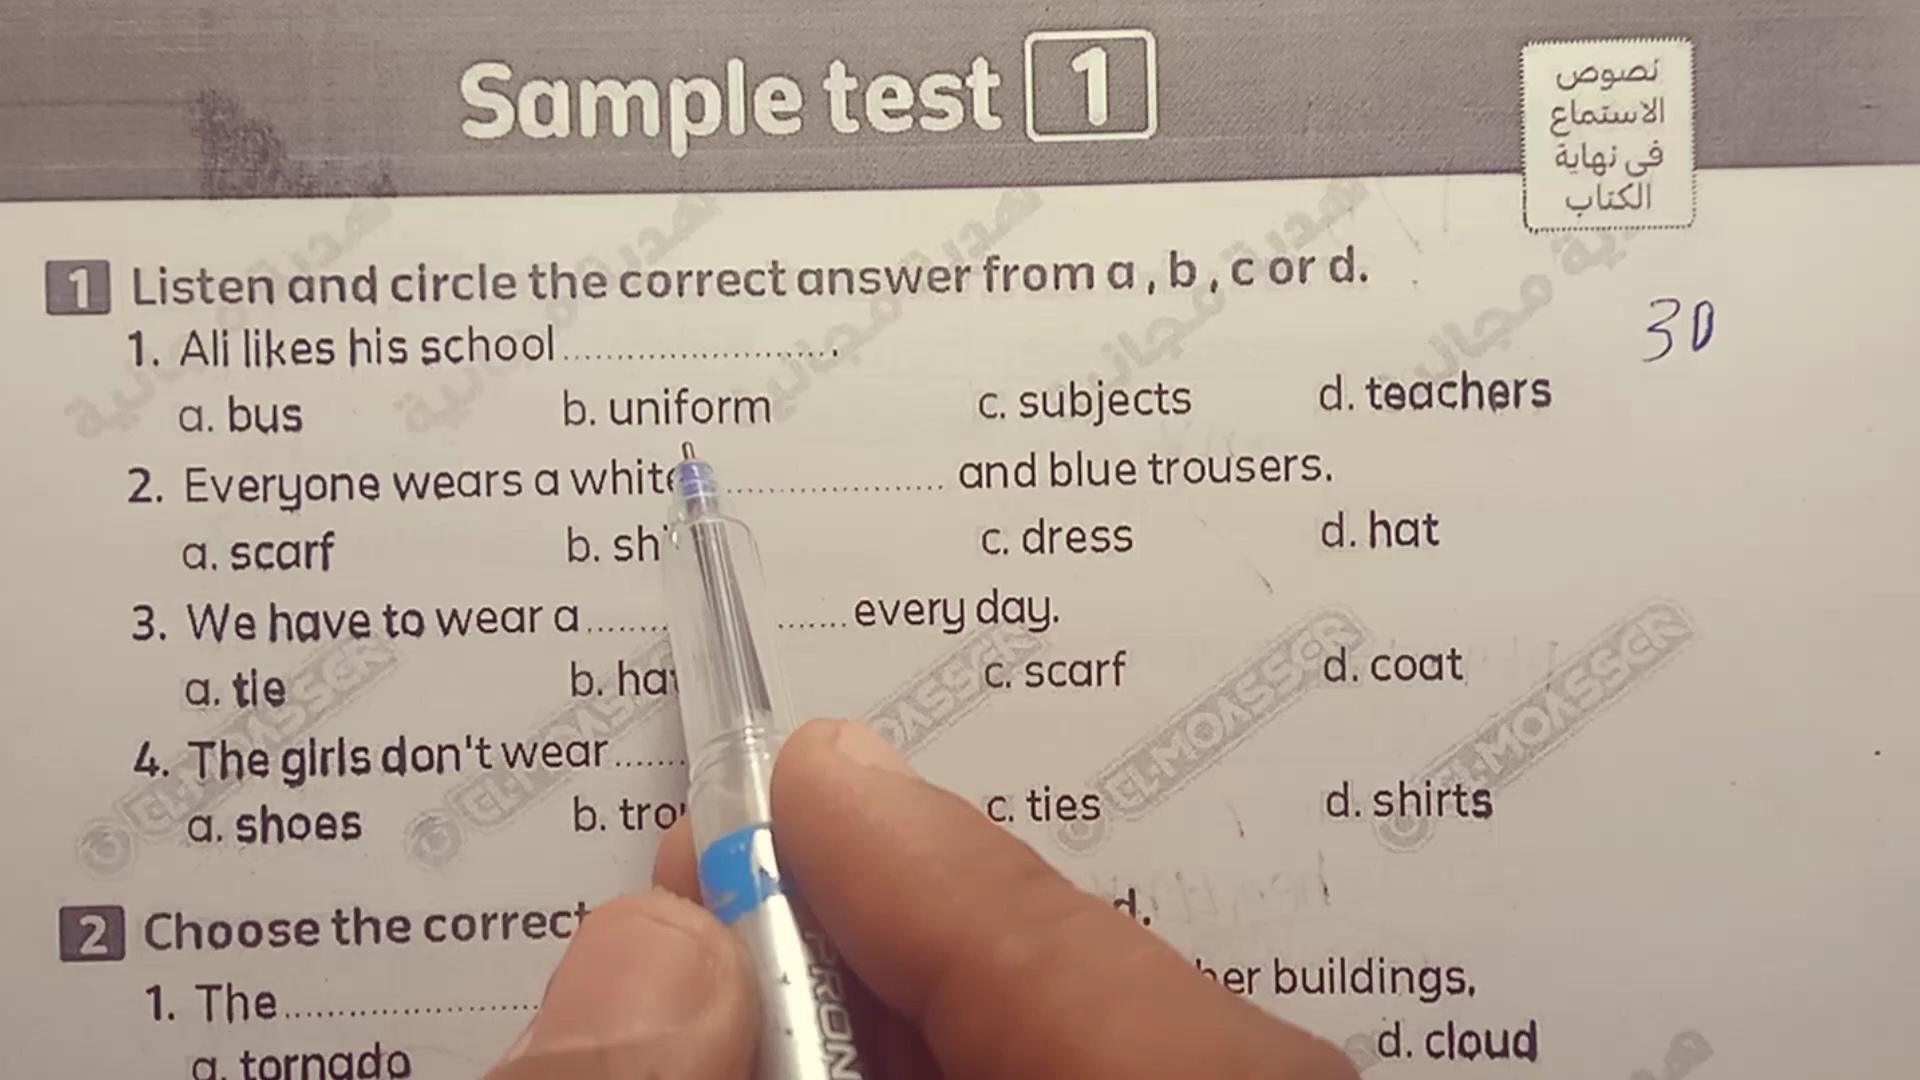 Sample test 1
نصوص
الاستماع
فى نهاية
الكتاب
1 Listen and circle the correct answer from a , b , c or d.
30
1. Ali likes his school ........................ .
a. bus b. uniform c. subjects d. teachers
2. Everyone wears a white .................... and blue trousers.
a. scarf b. c. dress d. hat
3. We have to wear a ............... every day.
a. tie b. c. scarf d. coat
4. The girls don't wear .......
a. shoes b. c. ties d. shirts
2 Choose the correct d.
1. The ........................ buildings,
a. tornado d. cloud